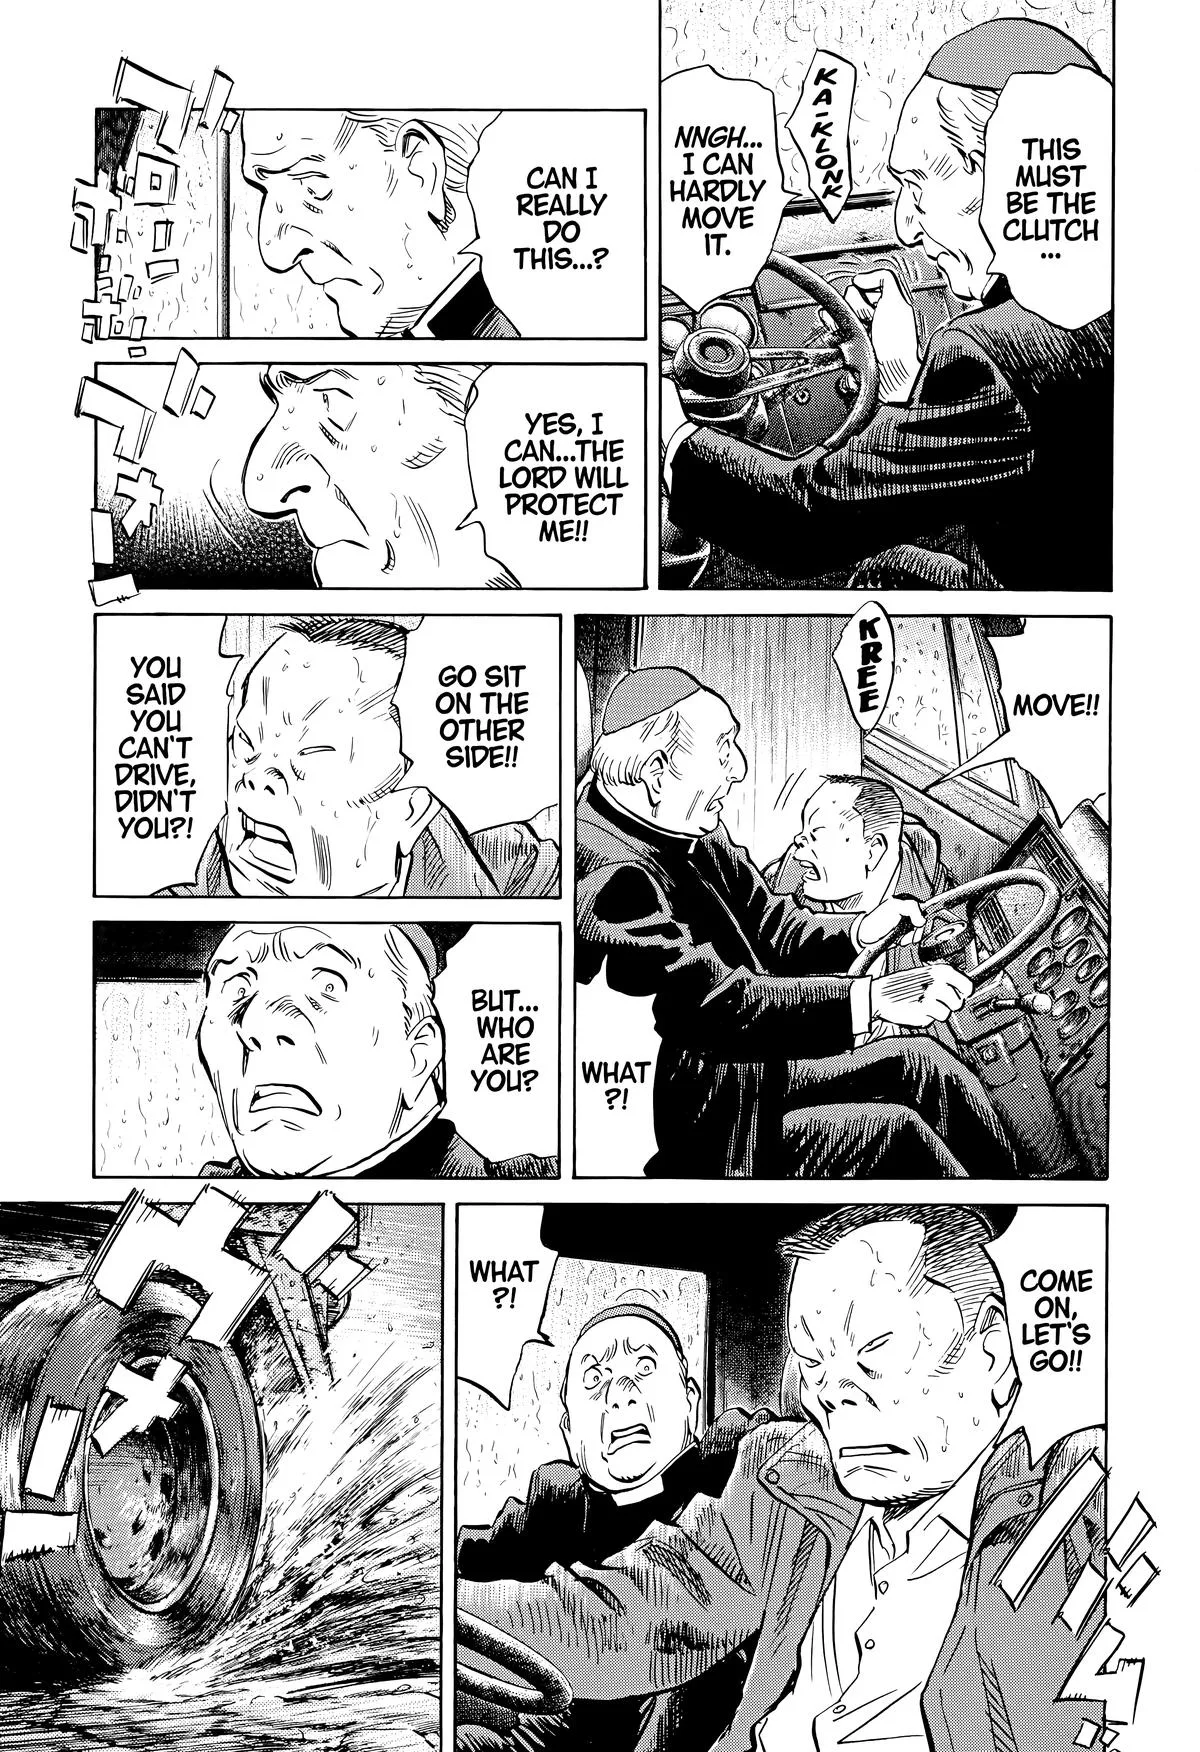 THIS
MUST
BE THE
CLUTCH
...
KA-KLONK
NNGH...
I CAN
HARDLY
MOVE
IT.
CAN I
REALLY
DO
THIS...?
YES, I
CAN...THE
LORD WILL
PROTECT
ME!!
MOVE!!
KREE
WHAT
?!
GO SIT
ON THE
OTHER
SIDE!!
YOU
SAID
YOU
CAN'T
DRIVE,
DIDN'T
YOU?!
BUT...
WHO
ARE
YOU?
COME
ON,
LET'S
GO!!
WHAT
?!